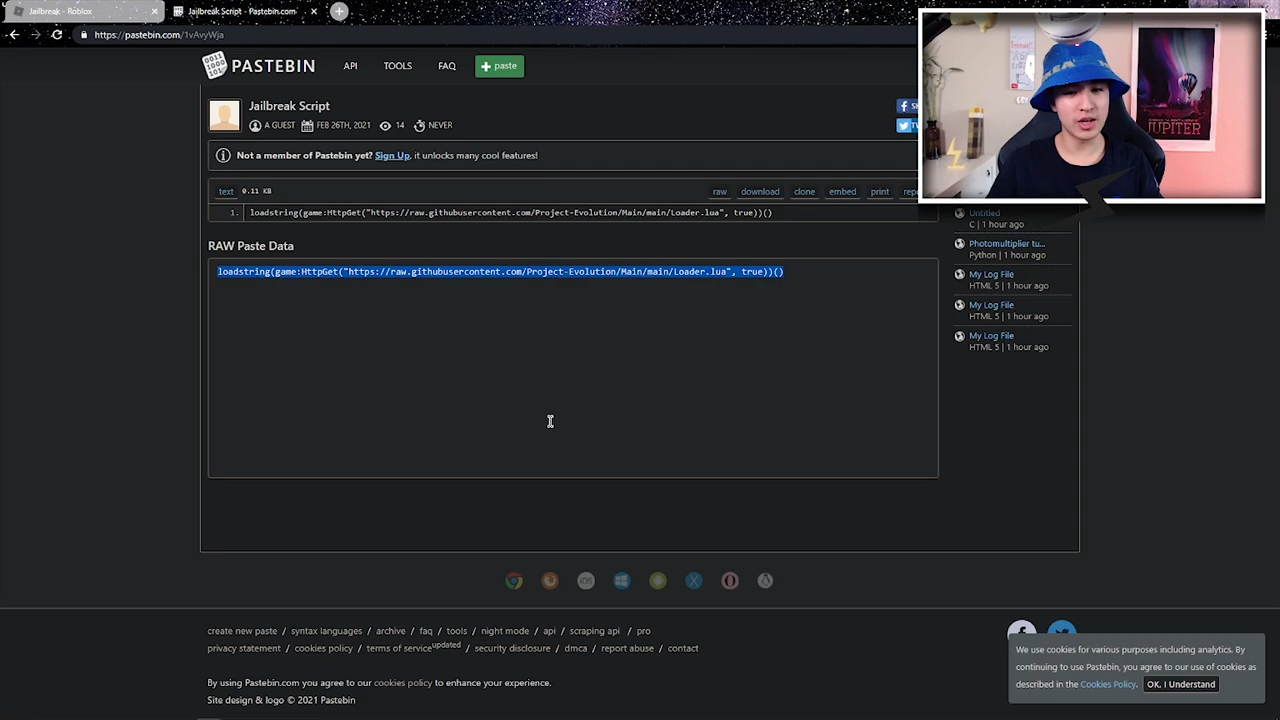 Jailbreak - Roblox
Jailbreak Script - Pastebin.com
https://pastebin.com/1vAvyWja
PASTEBIN
API
TOOLS
FAQ
+ paste
Jailbreak Script
A GUEST
FEB 26TH, 2021
14
NEVER
Not a member of Pastebin yet? Sign Up, it unlocks many cool features!
text 0.11 KB
raw
download
clone
embed
print
1. loadstring(game:HttpGet("https://raw.githubusercontent.com/Project-Evolution/Main/main/Loader.lua", true))()
RAW Paste Data
loadstring(game:HttpGet("https://raw.githubusercontent.com/Project-Evolution/Main/main/Loader.lua", true))()
JUPITER
Untitled
C | 1 hour ago
Photomultiplier tu...
Python | 1 hour ago
My Log File
HTML 5 | 1 hour ago
My Log File
HTML 5 | 1 hour ago
My Log File
HTML 5 | 1 hour ago
create new paste / syntax languages / archive / faq / tools / night mode / api / scraping api / pro
privacy statement / cookies policy / terms of service updated / security disclosure / dmca / report abuse / contact
By using Pastebin.com you agree to our cookies policy to enhance your experience.
Site design & logo © 2021 Pastebin
We use cookies for various purposes including analytics. By
continuing to use Pastebin, you agree to our use of cookies as
described in the Cookies Policy.
OK, I Understand